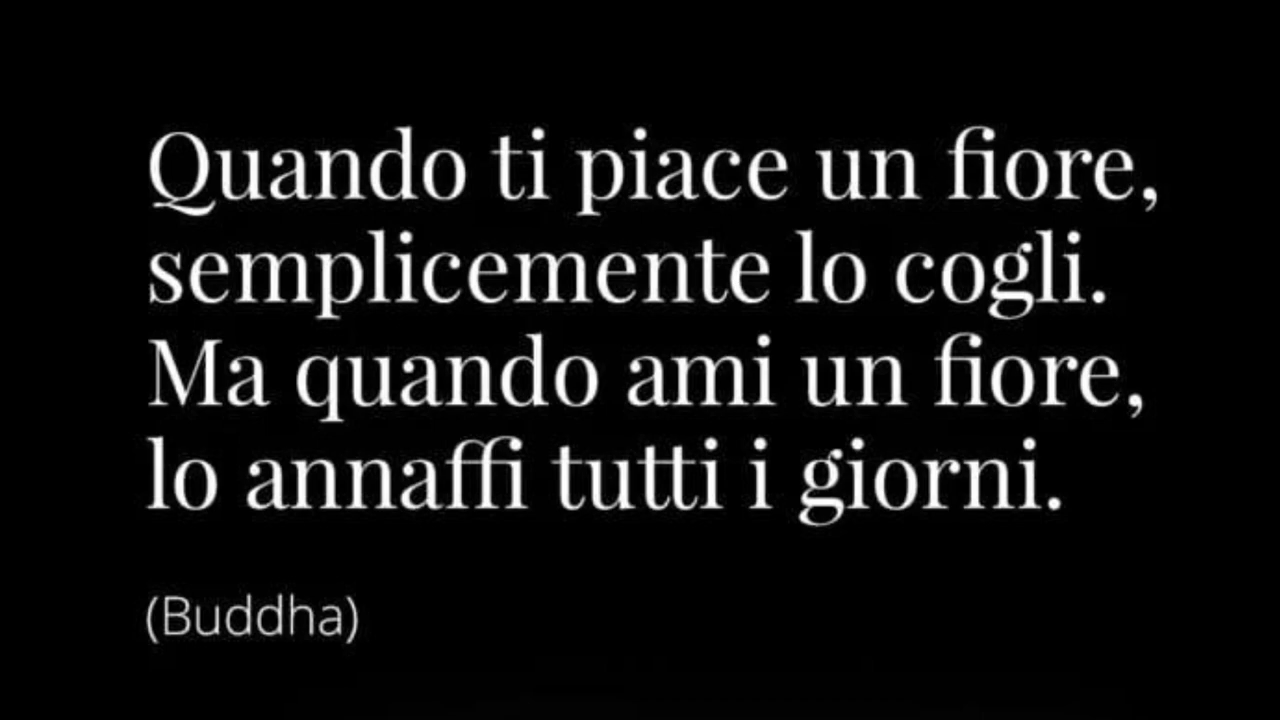 Quando ti piace un fiore,
semplicemente lo cogli.
Ma quando ami un fiore,
lo annaffi tutti i giorni.
(Buddha)